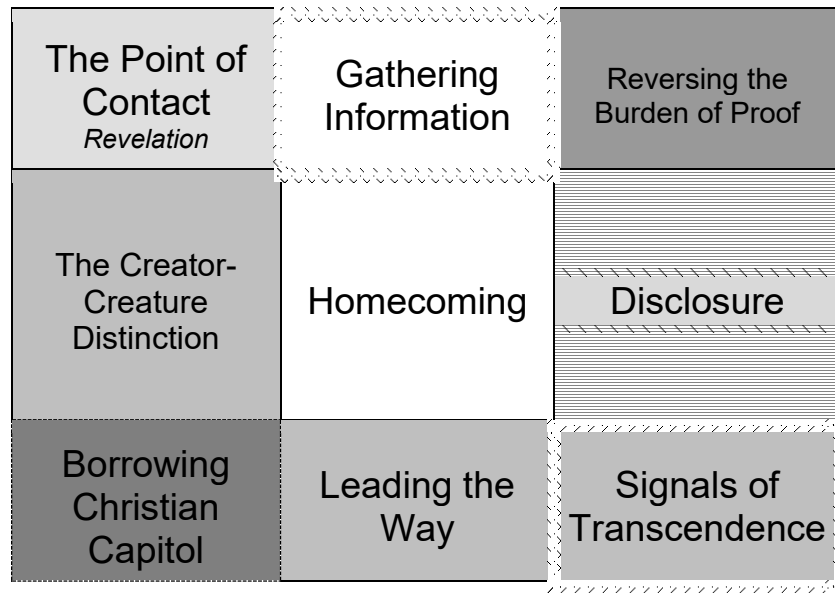 The Point of
Contact
Revelation
Gathering
Information
Reversing the
Burden of Proof
The Creator-
Creature
Distinction
Homecoming
Disclosure
Borrowing
Christian
Capitol
Leading the
Way
Signals of
Transcendence